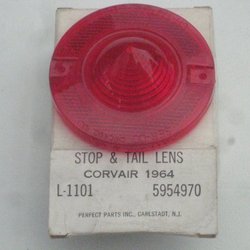 STOP & TAIL LENS
CORVAIR 1964
L-1101 5954970
PERFECT PARTS INC., CARLSTADT, N.J.